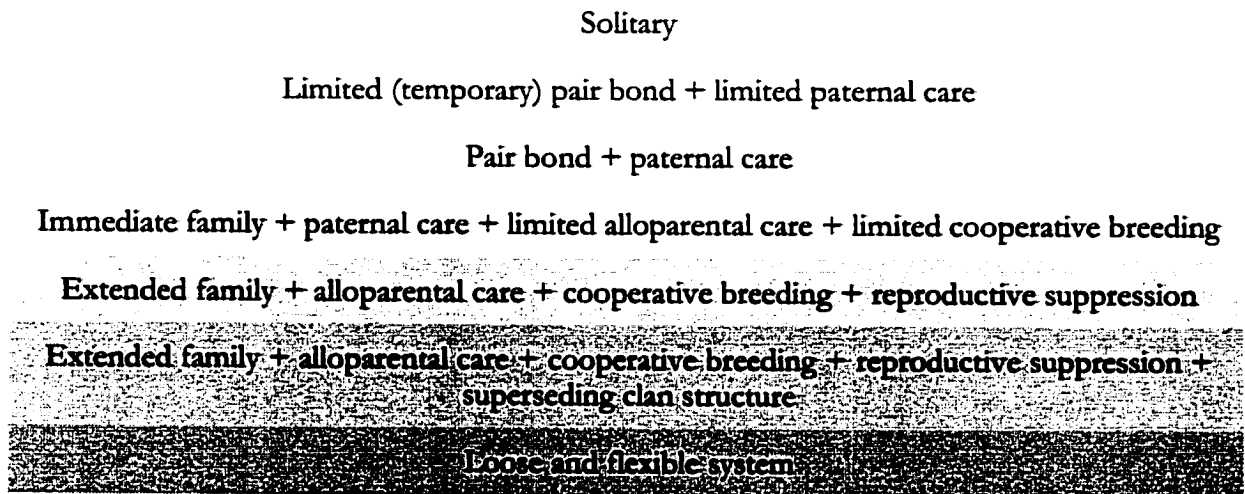 Solitary
Limited (temporary) pair bond + limited paternal care
Pair bond + paternal care
Immediate family + paternal care + limited alloparental care + limited cooperative breeding
Extended family + alloparental care + cooperative breeding + reproductive suppression
Extended family + alloparental care + cooperative breeding + reproductive suppression +
superseding clan structure
Loose and flexible system